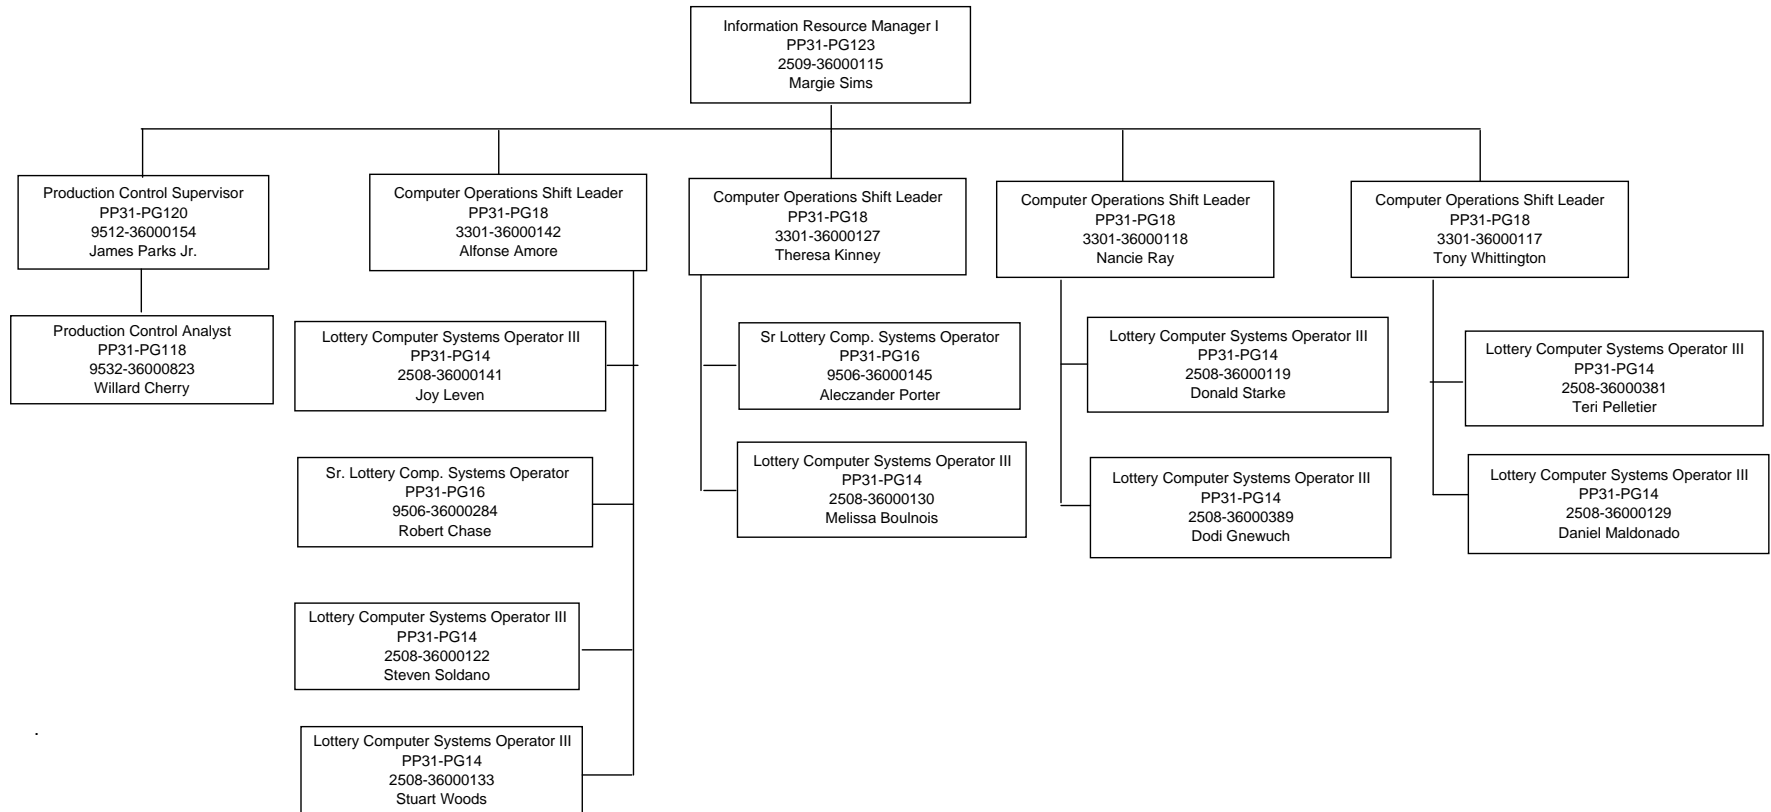 Information Resource Manager I
PP31-PG123
2509-36000115
Margie Sims
Production Control Supervisor
PP31-PG120
9512-36000154
James Parks Jr.
Computer Operations Shift Leader
PP31-PG18
3301-36000142
Alfonse Amore
Computer Operations Shift Leader
PP31-PG18
3301-36000127
Theresa Kinney
Computer Operations Shift Leader
PP31-PG18
3301-36000118
Nancie Ray
Computer Operations Shift Leader
PP31-PG18
3301-36000117
Tony Whittington
Production Control Analyst
PP31-PG118
9532-36000823
Willard Cherry
Lottery Computer Systems Operator III
PP31-PG14
2508-36000141
Joy Leven
Sr. Lottery Comp. Systems Operator
PP31-PG16
9506-36000284
Robert Chase
Lottery Computer Systems Operator III
PP31-PG14
2508-36000122
Steven Soldano
Lottery Computer Systems Operator III
PP31-PG14
2508-36000133
Stuart Woods
Sr Lottery Comp. Systems Operator
PP31-PG16
9506-36000145
Aleczander Porter
Lottery Computer Systems Operator III
PP31-PG14
2508-36000130
Melissa Boulnois
Lottery Computer Systems Operator III
PP31-PG14
2508-36000119
Donald Starke
Lottery Computer Systems Operator III
PP31-PG14
2508-36000389
Dodi Gnewuch
Lottery Computer Systems Operator III
PP31-PG14
2508-36000381
Teri Pelletier
Lottery Computer Systems Operator III
PP31-PG14
2508-36000129
Daniel Maldonado
.